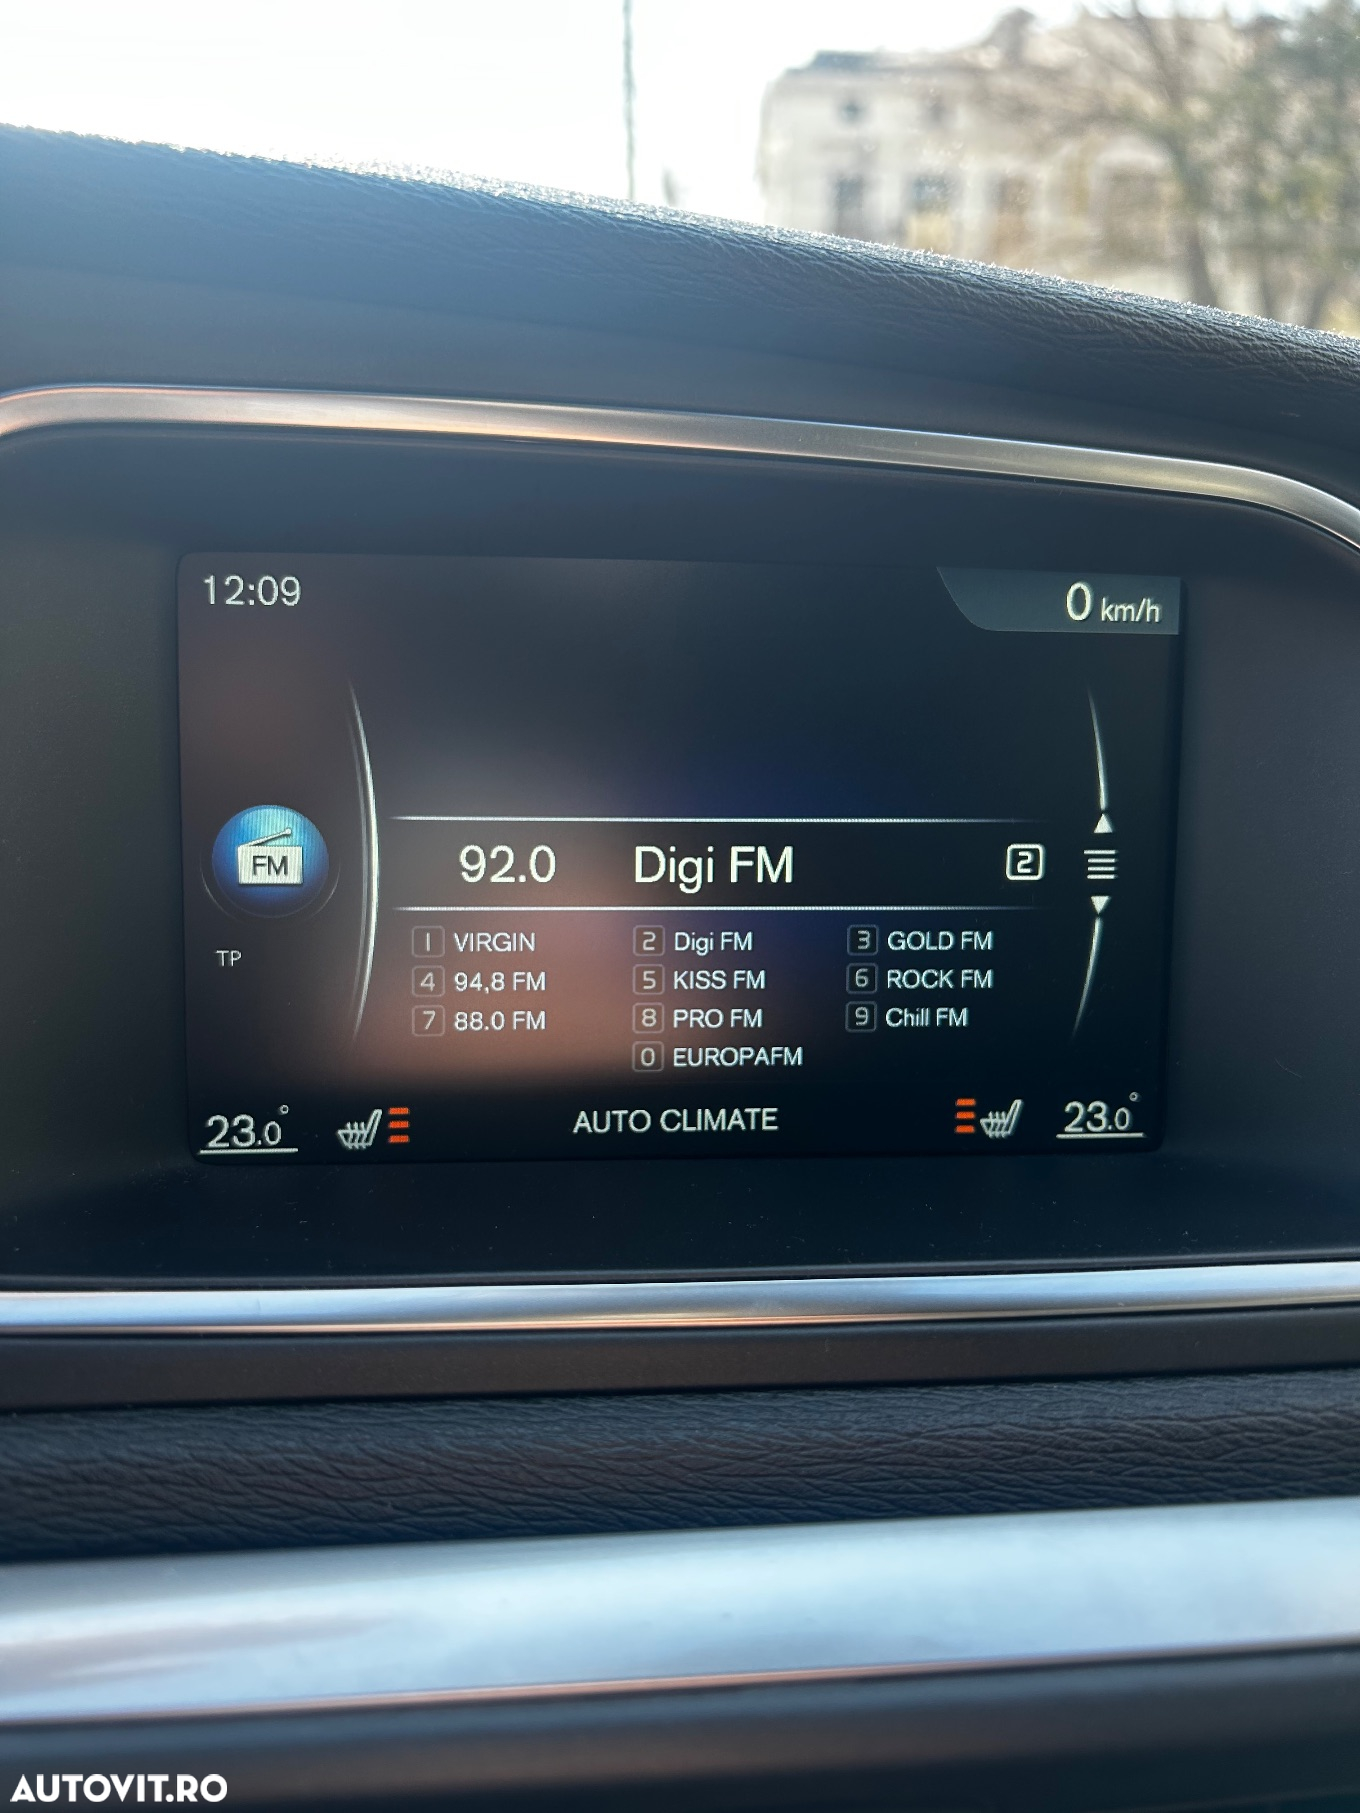 12:09
0 km/h
FM
92.0 Digi FM 2
TP
1 VIRGIN 2 Digi FM 3 GOLD FM
4 94,8 FM 5 KISS FM 6 ROCK FM
7 88.0 FM 8 PRO FM 9 Chill FM
0 EUROPAFM
23.0° AUTO CLIMATE 23.0°
AUTOVIT.RO